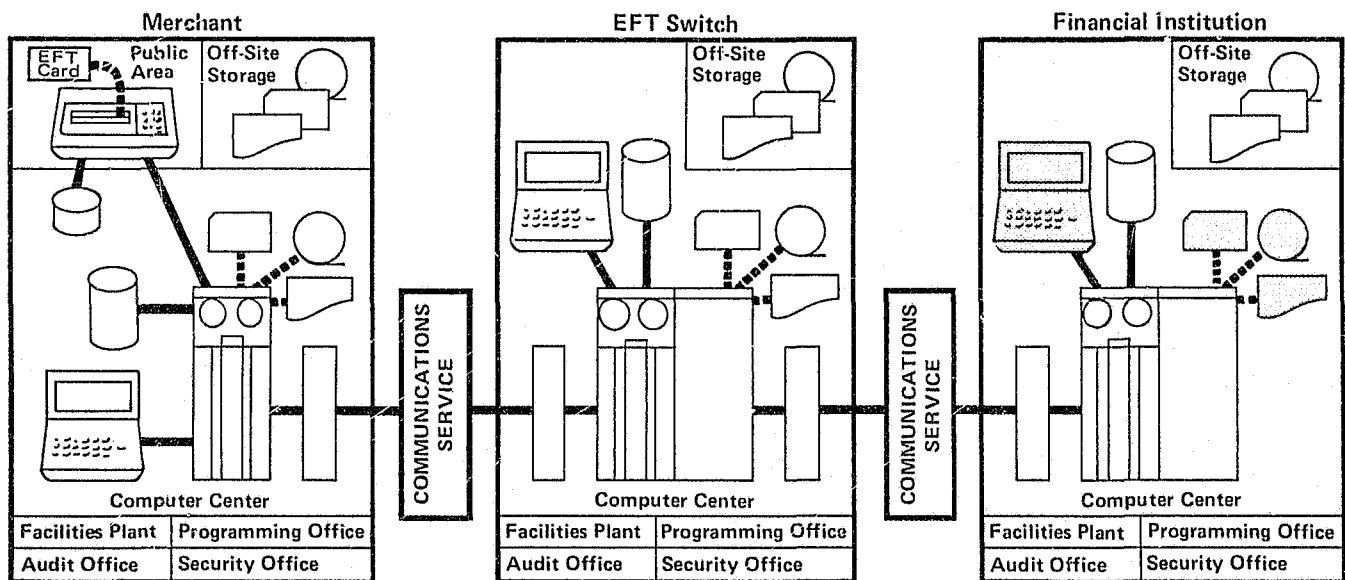 Merchant
EFT Card
Public Area
Off-Site Storage
Computer Center
Facilities Plant
Programming Office
Audit Office
Security Office
COMMUNICATIONS SERVICE
EFT Switch
Off-Site Storage
Computer Center
Facilities Plant
Programming Office
Audit Office
Security Office
COMMUNICATIONS SERVICE
Financial Institution
Off-Site Storage
Computer Center
Facilities Plant
Programming Office
Audit Office
Security Office